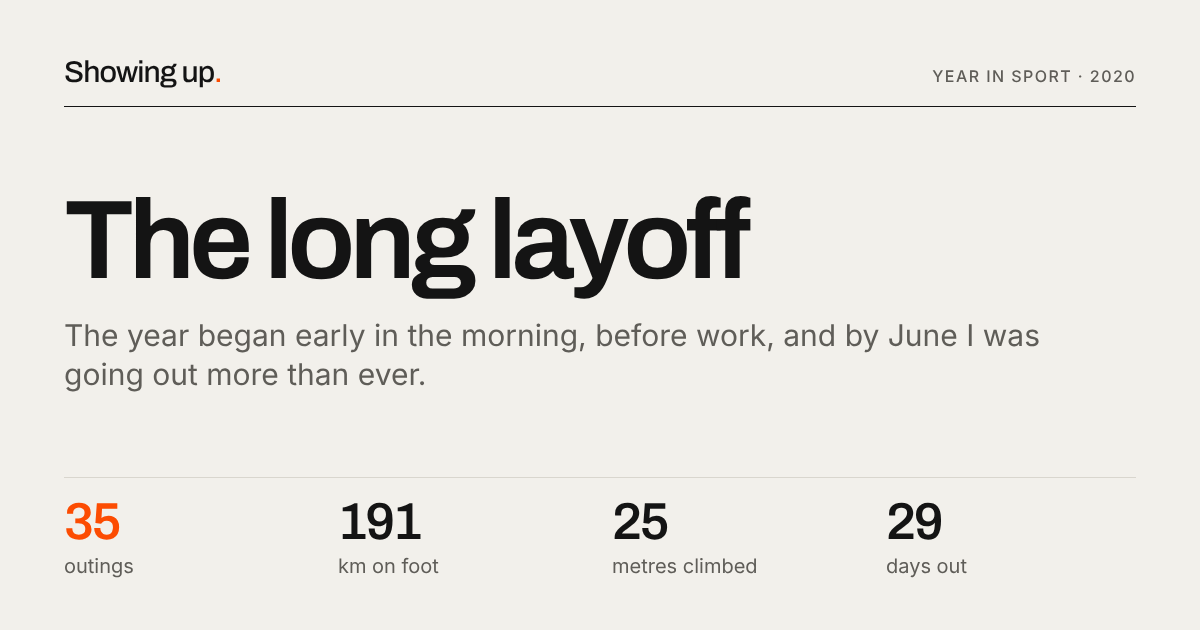 Showing up.
YEAR IN SPORT · 2020
The long layoff
The year began early in the morning, before work, and by June I was
going out more than ever.
35
outings
191
km on foot
25
metres climbed
29
days out